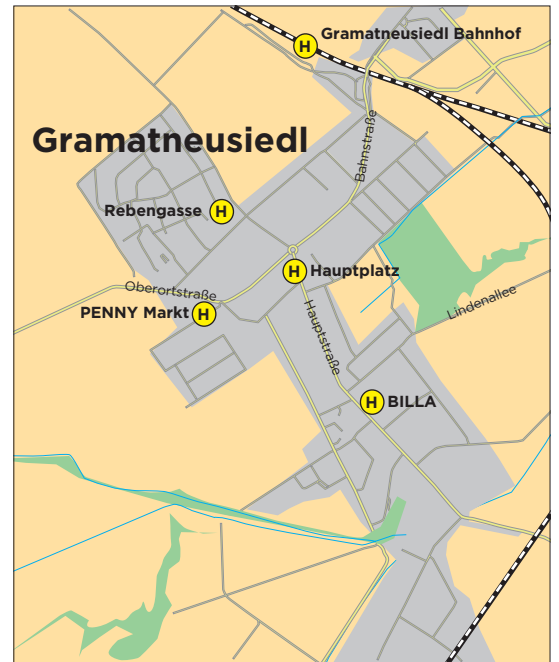 H Gramatneusiedl Bahnhof
Gramatneusiedl
Bahnstraße
Rebengasse H
H Hauptplatz
Oberortstraße
PENNY Markt H
Lindenallee
Hauptstraße
H BILLA